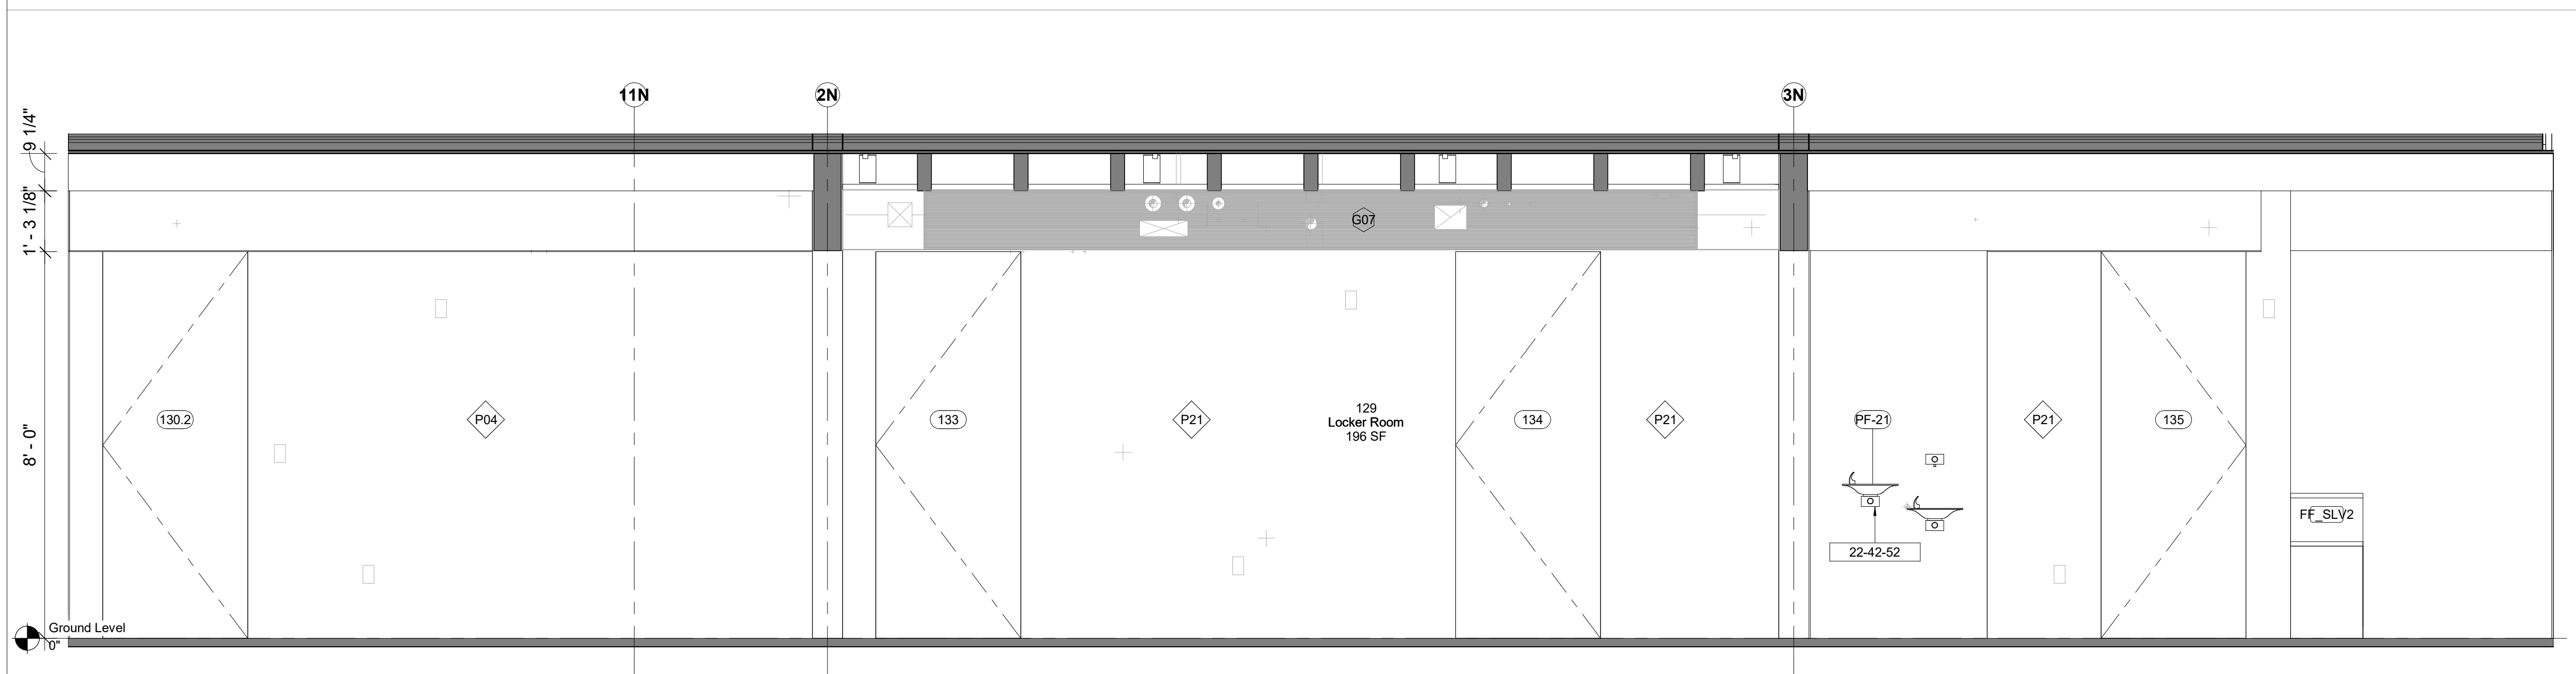 11N
2N
3N
9 1/4"
1' - 3 1/8"
8' - 0"
G07
130.2
P04
133
P21
129
Locker Room
196 SF
134
P21
PF-21
P21
135
FF_SLV2
22-42-52
Ground Level
0"